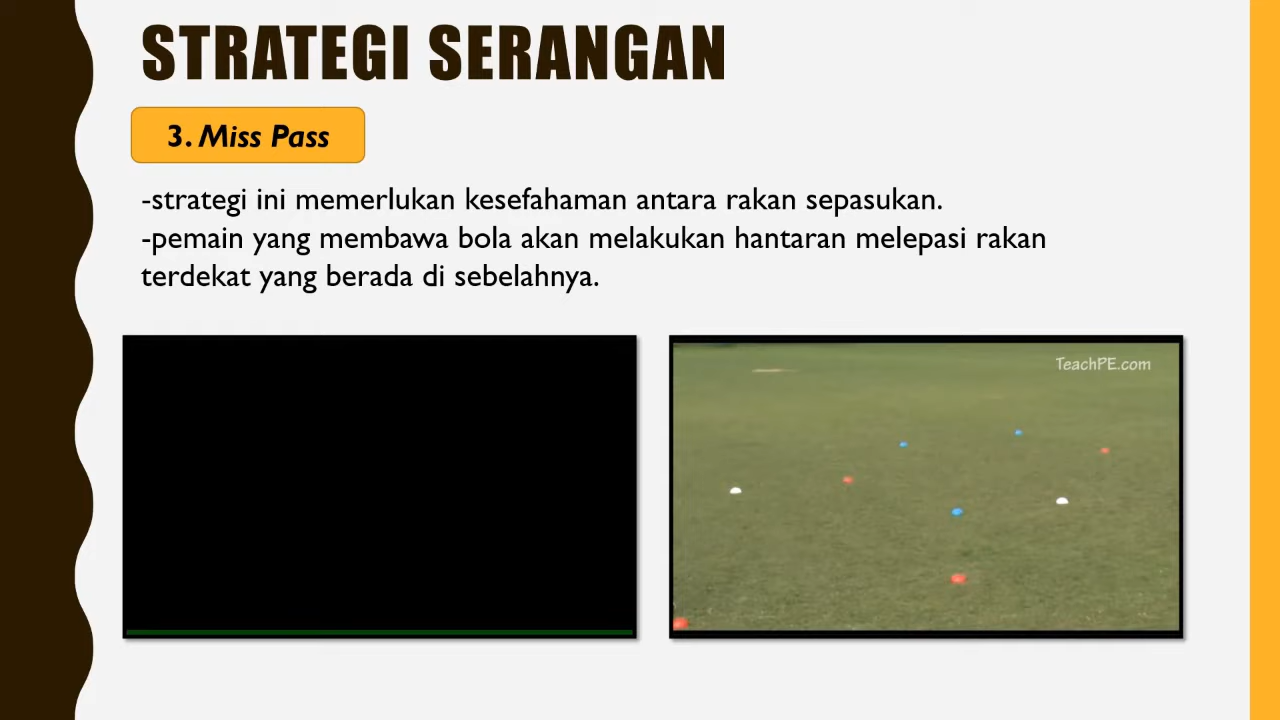 STRATEGI SERANGAN
3. Miss Pass
-strategi ini memerlukan kesefahaman antara rakan sepasukan.
-pemain yang membawa bola akan melakukan hantaran melepasi rakan
terdekat yang berada di sebelahnya.
TeachPE.com